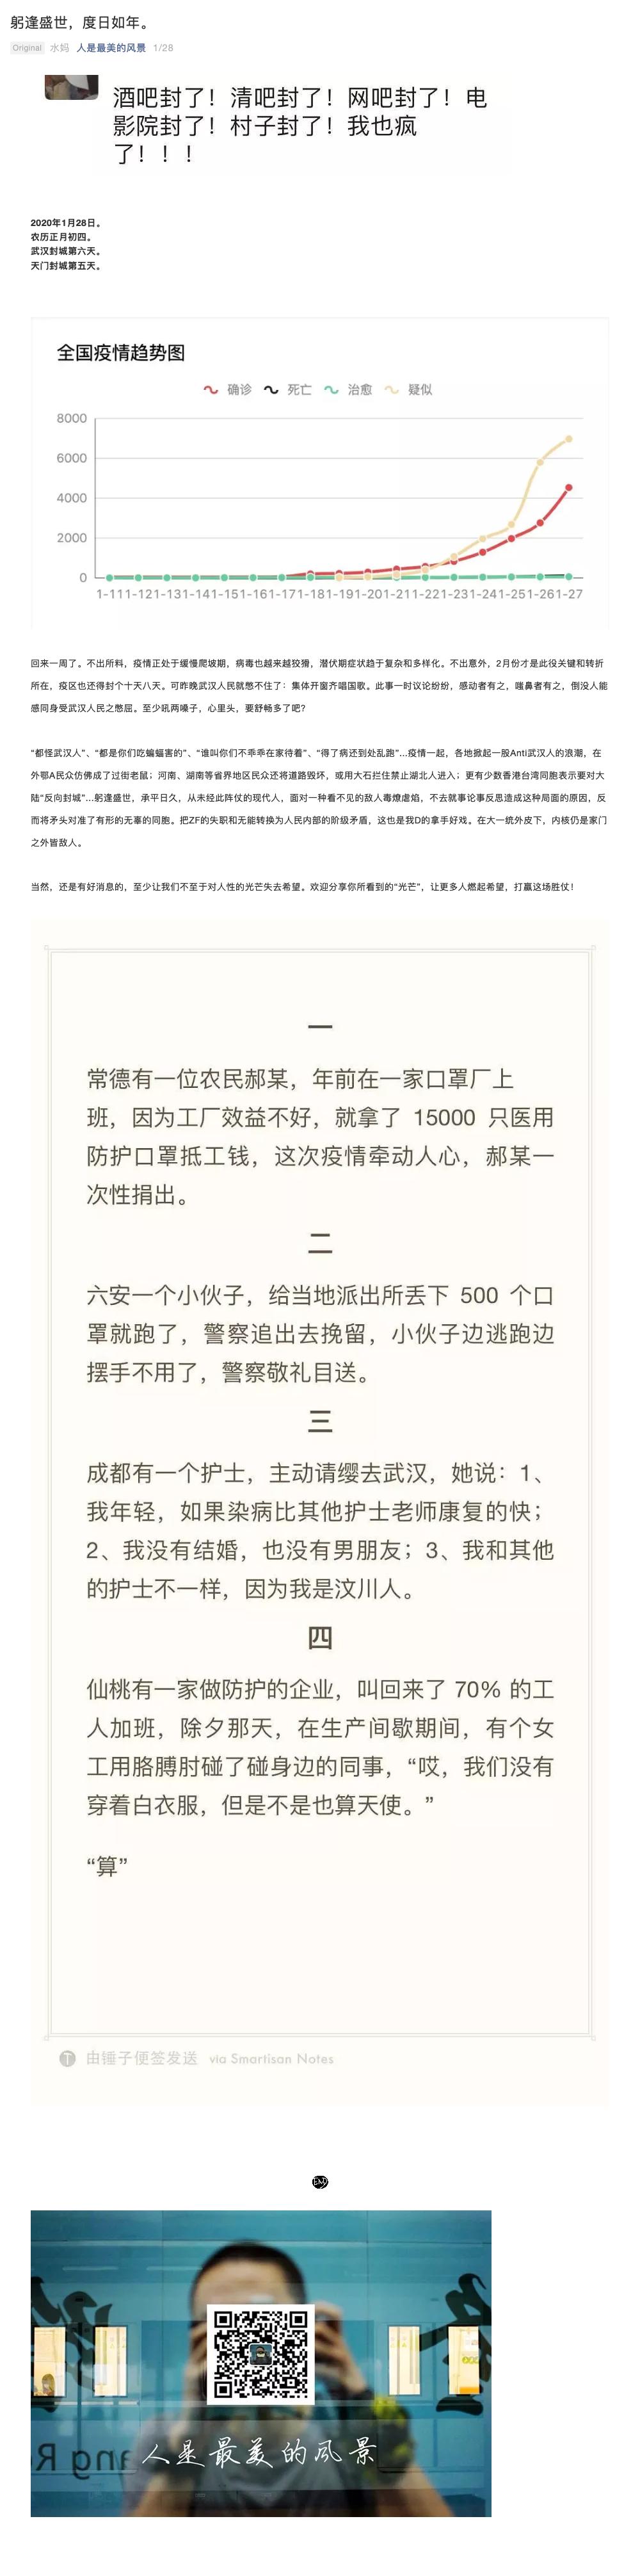 躬逢盛世，度日如年。
Original 水妈 人是最美的风景 1/28
酒吧封了！清吧封了！网吧封了！电
影院封了！村子封了！我也疯
了！！！
2020年1月28日。
农历正月初四。
武汉封城第六天。
天门封城第五天。
全国疫情趋势图
确诊 死亡 治愈 疑似
8000
6000
4000
2000
0
1-11 1-12 1-13 1-14 1-15 1-16 1-17 1-18 1-19 1-20 1-21 1-22 1-23 1-24 1-25 1-26 1-27
回来一周了。不出所料，疫情正处于缓慢爬坡期，病毒也越来越狡猾，潜伏期症状趋于复杂和多样化。不出意外，2月份才是此役关键和转折
所在，疫区也还得封个十天八天。可昨晚武汉人民就憋不住了：集体开窗齐唱国歌。此事一时议论纷纷，感动者有之，嗤鼻者有之，倒没人能
感同身受武汉人民之憋屈。至少吼两嗓子，心里头，要舒畅多了吧？
“都怪武汉人”、“都是你们吃蝙蝠害的”、“谁叫你们不乖乖在家待着”、“得了病还到处乱跑”...疫情一起，各地掀起一股Anti武汉人的浪潮，在
外鄂A民众仿佛成了过街老鼠；河南、湖南等省界地区民众还将道路毁坏，或用大石拦住禁止湖北人进入；更有少数香港台湾同胞表示要对大
陆“反向封城”...躬逢盛世，承平日久，从未经此阵仗的现代人，面对一种看不见的敌人毒燎虐焰，不去就事论事反思造成这种局面的原因，反
而将矛头对准了有形的无辜的同胞。把ZF的失职和无能转换为人民内部的阶级矛盾，这也是我D的拿手好戏。在大一统外皮下，内核仍是家门
之外皆敌人。
当然，还是有好消息的，至少让我们不至于对人性的光芒失去希望。欢迎分享你所看到的“光芒”，让更多人燃起希望，打赢这场胜仗！
一
常德有一位农民郝某，年前在一家口罩厂上
班，因为工厂效益不好，就拿了 15000 只医用
防护口罩抵工钱，这次疫情牵动人心，郝某一
次性捐出。
二
六安一个小伙子，给当地派出所丢下 500 个口
罩就跑了，警察追出去挽留，小伙子边逃跑边
摆手不用了，警察敬礼目送。
三
成都有一个护士，主动请缨去武汉，她说：1、
我年轻，如果染病比其他护士老师康复的快；
2、我没有结婚，也没有男朋友；3、我和其他
的护士不一样，因为我是汶川人。
四
仙桃有一家做防护的企业，叫回来了 70% 的工
人加班，除夕那天，在生产间歇期间，有个女
工用胳膊肘碰了碰身边的同事，“哎，我们没有
穿着白衣服，但是不是也算天使。”
“算”
由锤子便签发送 via Smartisan Notes
END
人是最美的风景